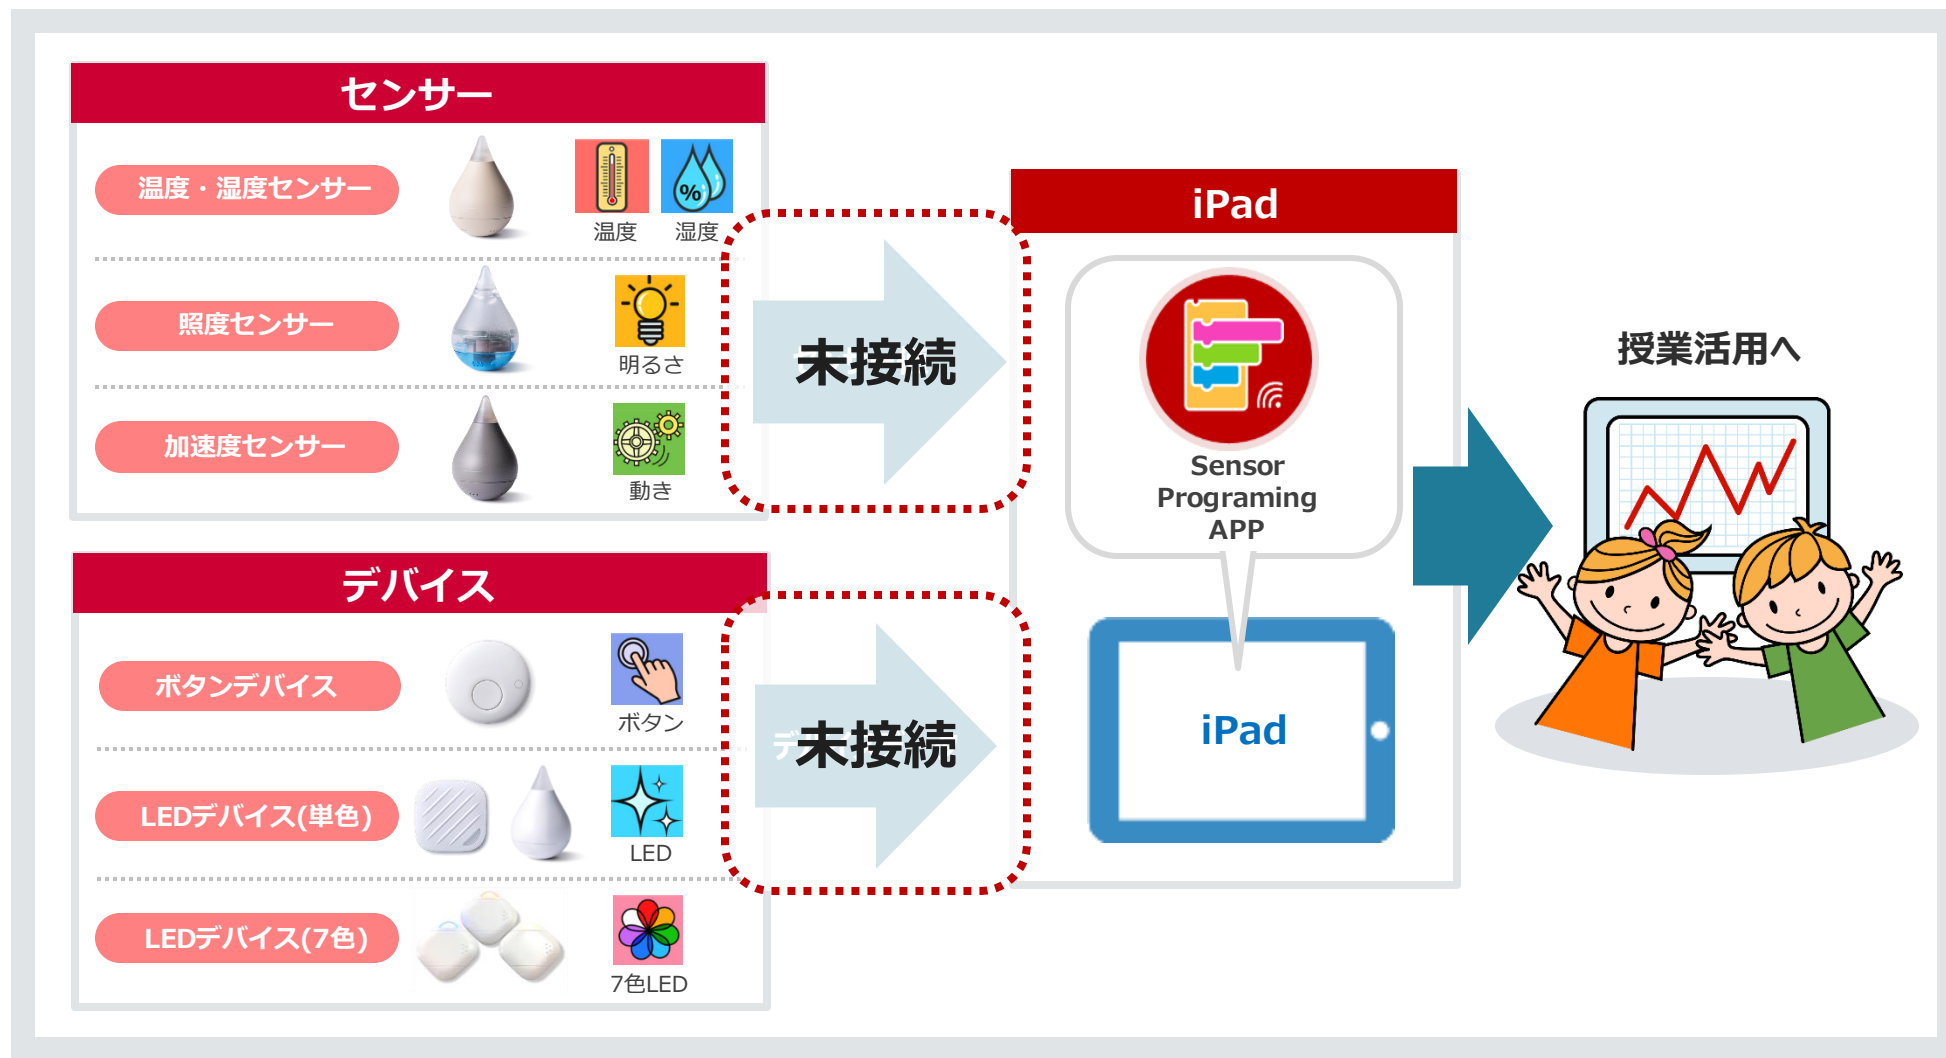 センサー
温度・湿度センサー
%
温度
湿度
照度センサー
明るさ
加速度センサー
動き
未接続
デバイス
ボタンデバイス
ボタン
LEDデバイス(単色)
LED
LEDデバイス(7色)
7色LED
未接続
iPad
Sensor
Programing
APP
iPad
授業活用へ